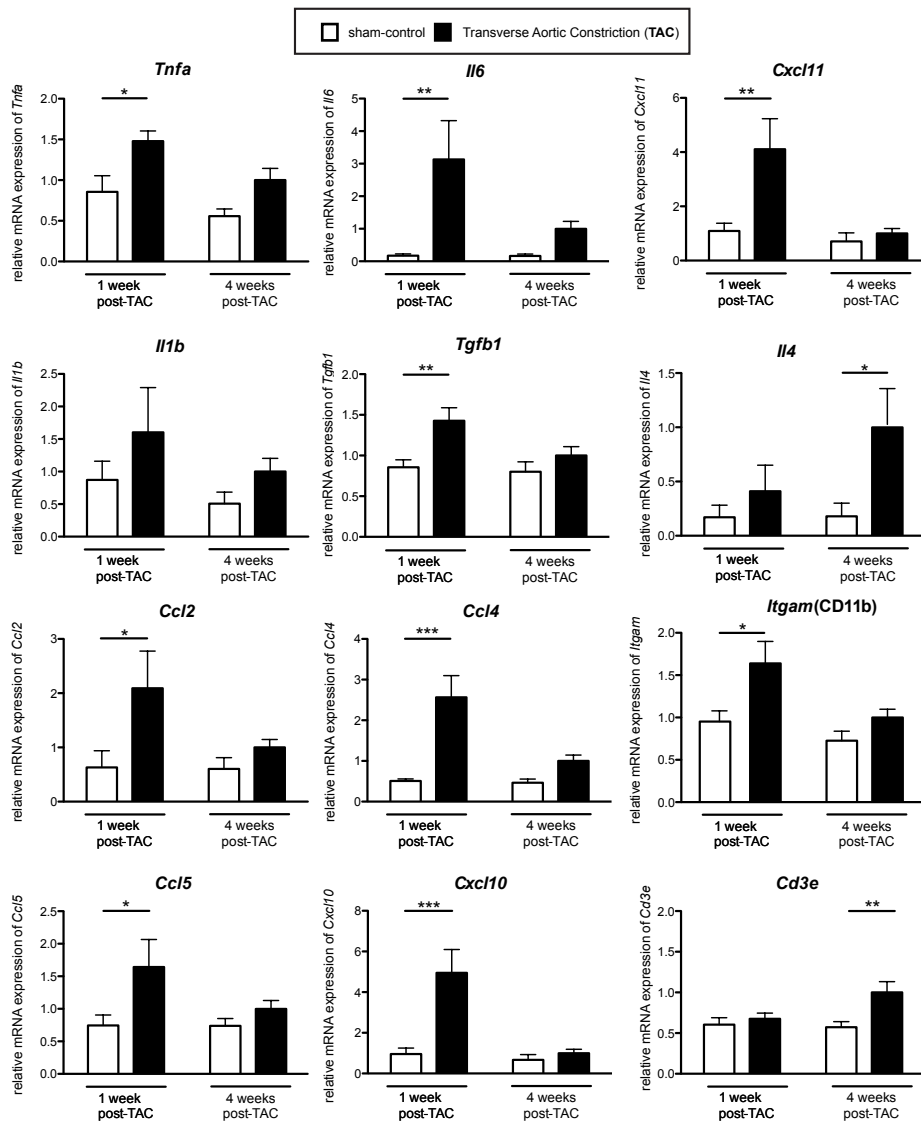 sham-control Transverse Aortic Constriction (TAC)
Tnfa
relative mRNA expression of Tnfa
2.0
1.5
1.0
0.5
0.0
*
1 week
post-TAC
4 weeks
post-TAC
Il6
relative mRNA expression of Il6
5
4
3
2
1
0
**
1 week
post-TAC
4 weeks
post-TAC
Cxcl11
relative mRNA expression of Cxcl11
6
4
2
0
**
1 week
post-TAC
4 weeks
post-TAC
Il1b
relative mRNA expression of Il1b
2.5
2.0
1.5
1.0
0.5
0.0
1 week
post-TAC
4 weeks
post-TAC
Tgfb1
relative mRNA expression of Tgfb1
2.0
1.5
1.0
0.5
0.0
**
1 week
post-TAC
4 weeks
post-TAC
Il4
relative mRNA expression of Il4
1.5
1.0
0.5
0.0
*
1 week
post-TAC
4 weeks
post-TAC
Ccl2
relative mRNA expression of Ccl2
3
2
1
0
*
1 week
post-TAC
4 weeks
post-TAC
Ccl4
relative mRNA expression of Ccl4
4
3
2
1
0
***
1 week
post-TAC
4 weeks
post-TAC
Itgam(CD11b)
relative mRNA expression of Itgam
2.0
1.5
1.0
0.5
0.0
*
1 week
post-TAC
4 weeks
post-TAC
Ccl5
relative mRNA expression of Ccl5
2.5
2.0
1.5
1.0
0.5
0.0
*
1 week
post-TAC
4 weeks
post-TAC
Cxcl10
relative mRNA expression of Cxcl10
8
6
4
2
0
***
1 week
post-TAC
4 weeks
post-TAC
Cd3e
relative mRNA expression of Cd3e
2.0
1.5
1.0
0.5
0.0
**
1 week
post-TAC
4 weeks
post-TAC